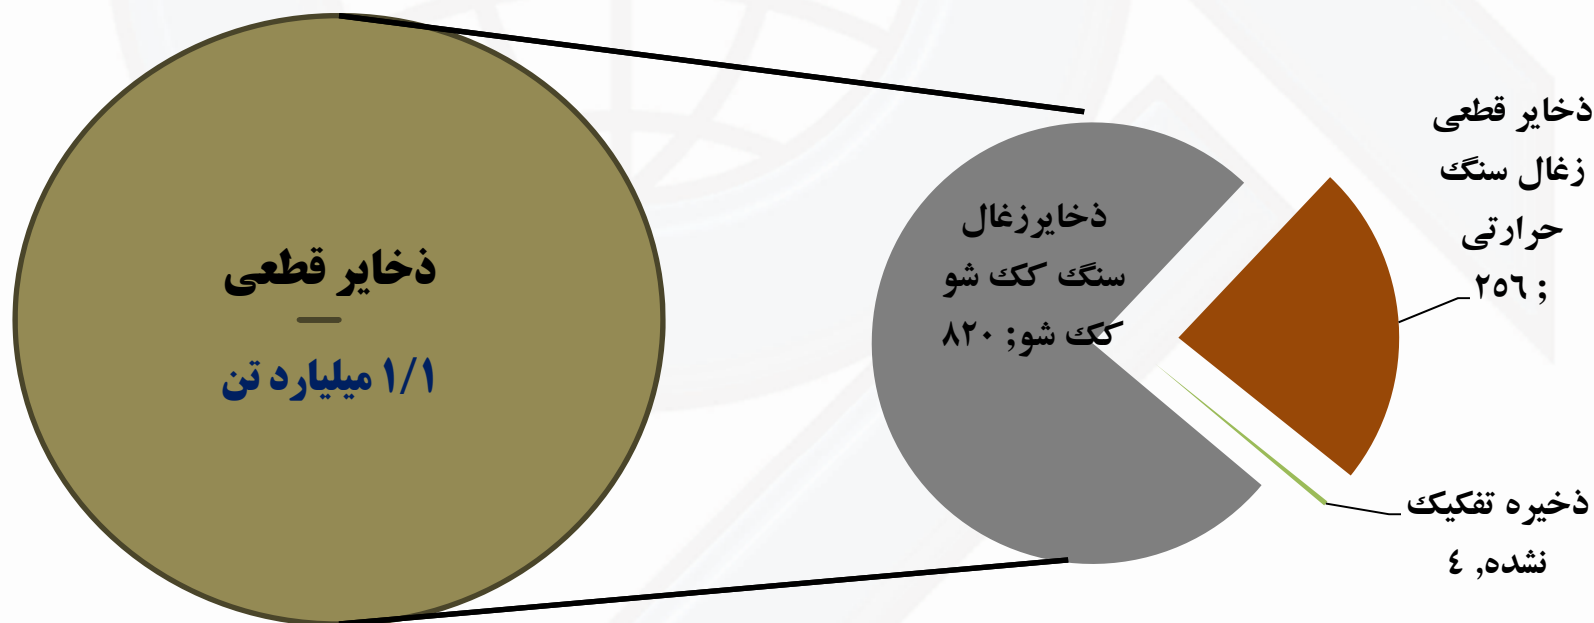 ذخایر قطعی
۱/۱ میلیارد تن
ذخایرزغال
سنگ کک شو
کک شو; ۸۲۰
ذخایر قطعی
زغال سنگ
حرارتی
; ۲۵٦
ذخیره تفکیک
نشده, ٤